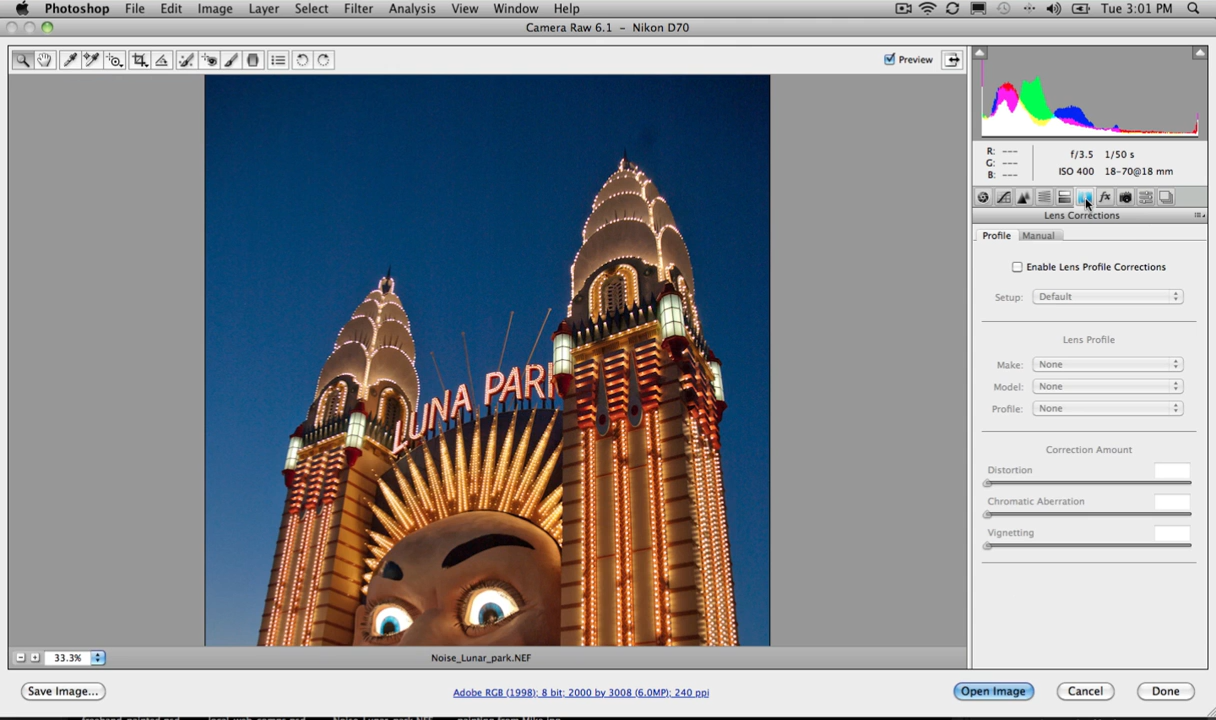 Photoshop File Edit Image Layer Select Filter Analysis View Window Help Tue 3:01 PM
Camera Raw 6.1 - Nikon D70
Preview
R: --- f/3.5 1/50 s
G: ---
B: --- ISO 400 18-70@18 mm
fx
Lens Corrections
Profile Manual
Enable Lens Profile Corrections
Setup: Default
Lens Profile
Make: None
Model: None
Profile: None
Correction Amount
Distortion
Chromatic Aberration
Vignetting
LUNA PARK
33.3% Noise_Lunar_park.NEF
Save Image... Adobe RGB (1998); 8 bit; 2000 by 3008 (6.0MP); 240 ppi Open Image Cancel Done